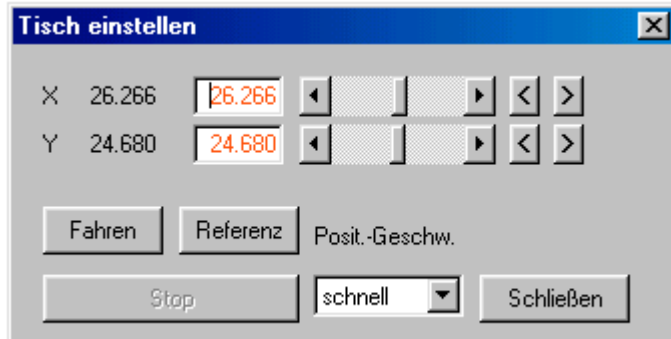 Tisch einstellen
X 26.266 26.266 < >
Y 24.680 24.680 < >
Fahren Referenz Posit.-Geschw.
Stop schnell Schließen